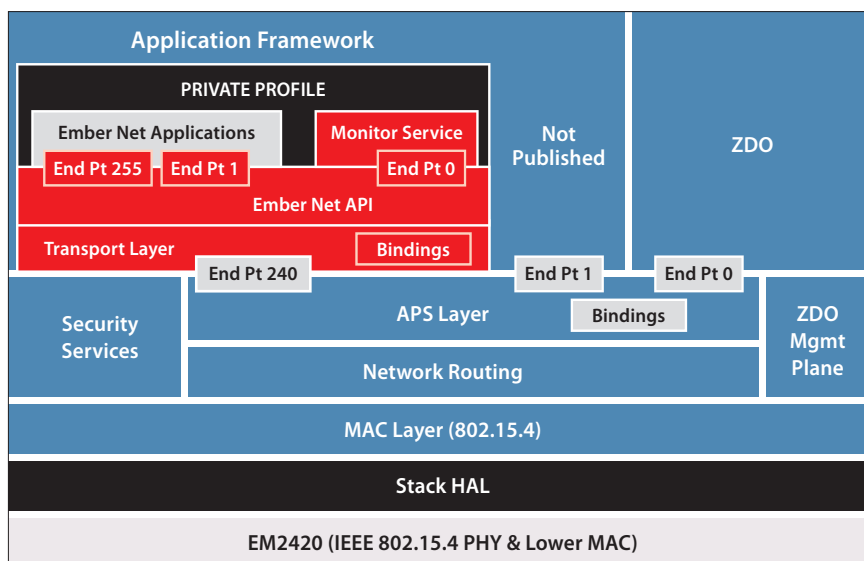 Application Framework
PRIVATE PROFILE
Ember Net Applications
Monitor Service
End Pt 255
End Pt 1
End Pt 0
Ember Net API
Transport Layer
Bindings
Not
Published
ZDO
End Pt 240
End Pt 1
End Pt 0
Security
Services
APS Layer
Bindings
ZDO
Mgmt
Plane
Network Routing
MAC Layer (802.15.4)
Stack HAL
EM2420 (IEEE 802.15.4 PHY & Lower MAC)